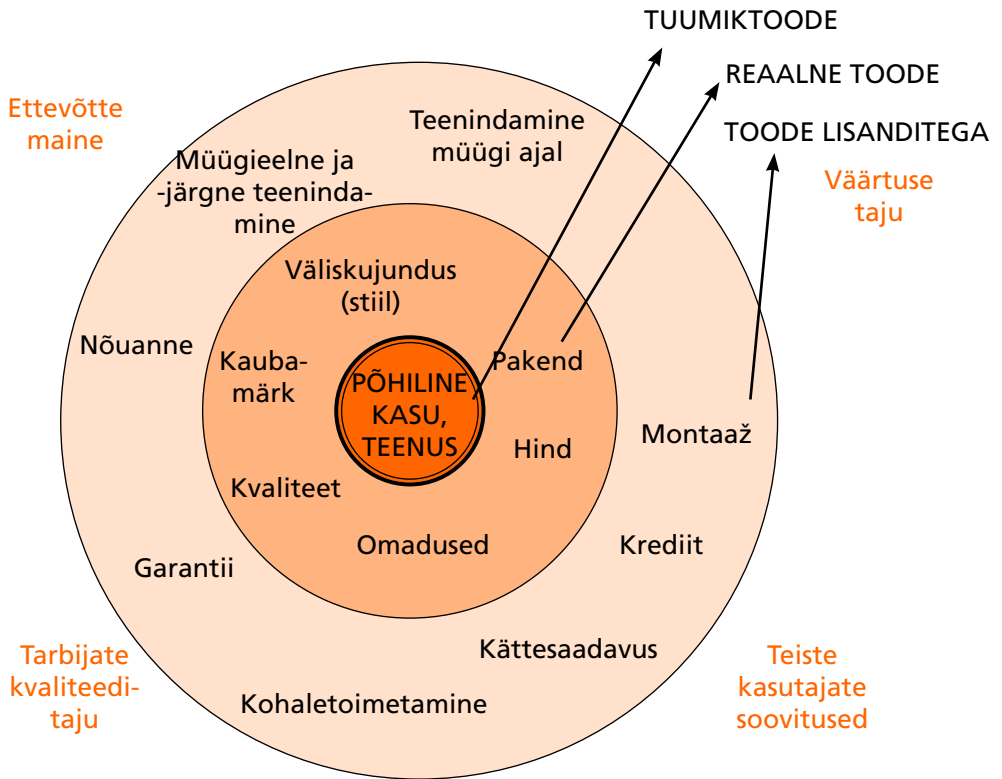 TUUMIKTOODE
REAALNE TOODE
TOODE LISANDITEGA
Ettevõtte
maine
Väärtuse
taju
Teenindamine
müügi ajal
Müügieelne ja
-järgne teeninda-
mine
Väliskujundus
(stiil)
Nõuanne
Kauba-
märk
Pakend
PÕHILINE
KASU,
TEENUS
Hind
Montaaž
Kvaliteet
Omadused
Krediit
Garantii
Kättesaadavus
Kohaletoimetamine
Tarbijate
kvaliteedi-
taju
Teiste
kasutajate
soovitused